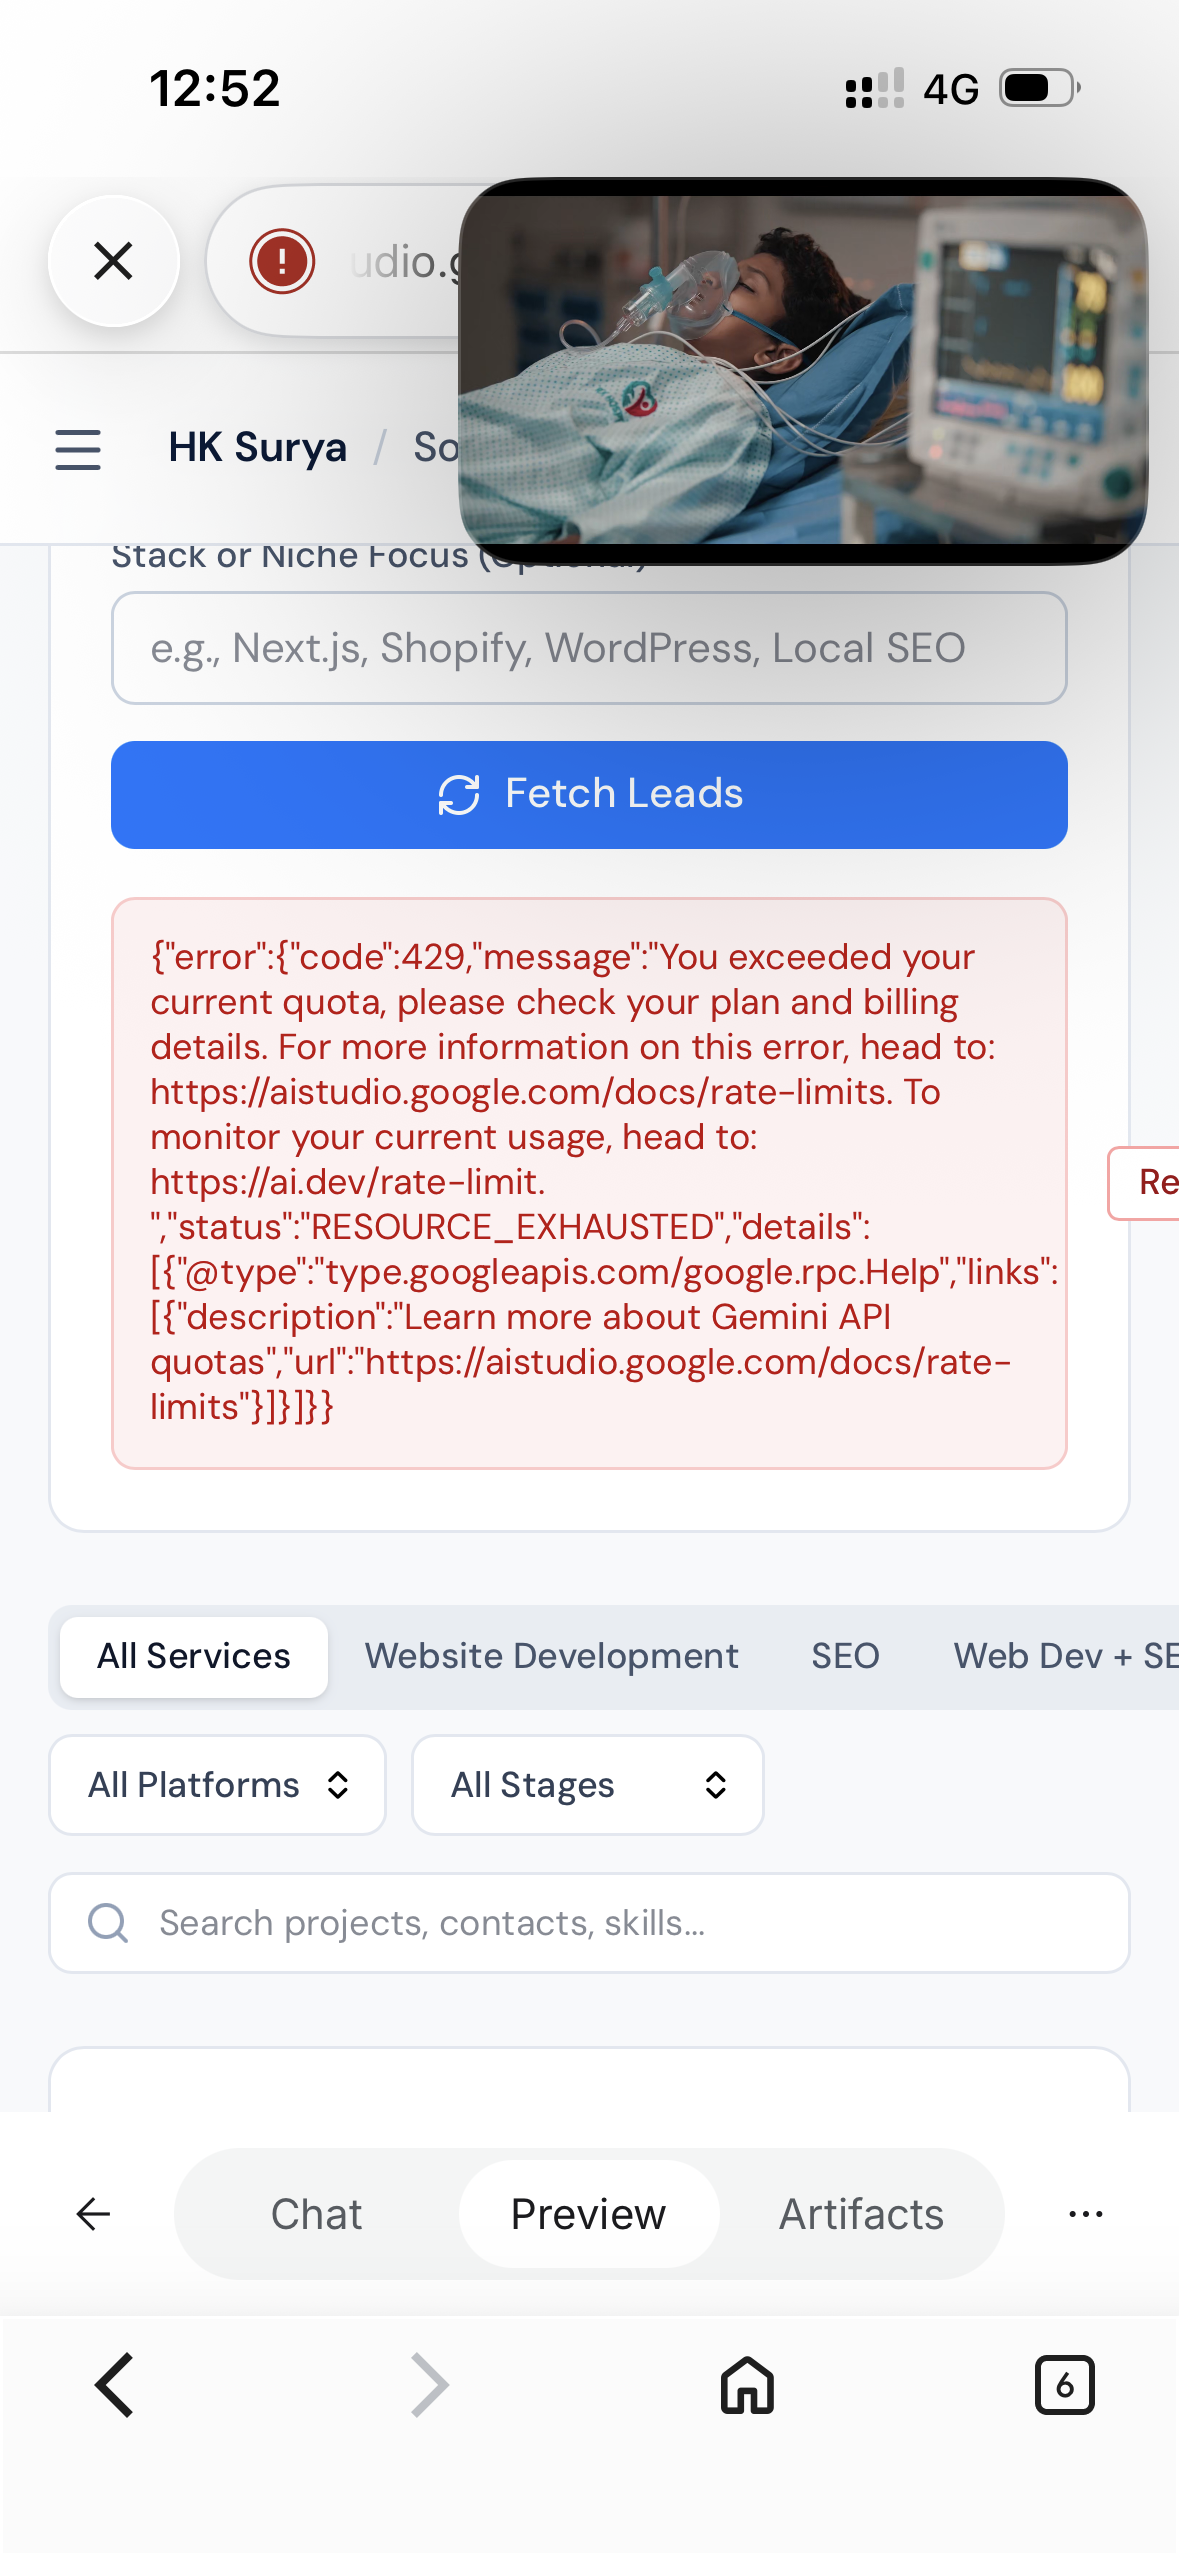 12:52
4G
udio.g
HK Surya / So
Stack or Niche Focus (Optional)
e.g., Next.js, Shopify, WordPress, Local SEO
Fetch Leads
{"error":{"code":429,"message":"You exceeded your
current quota, please check your plan and billing
details. For more information on this error, head to:
https://aistudio.google.com/docs/rate-limits. To
monitor your current usage, head to:
https://ai.dev/rate-limit.
","status":"RESOURCE_EXHAUSTED","details":
[{"@type":"type.googleapis.com/google.rpc.Help","links":
[{"description":"Learn more about Gemini API
quotas","url":"https://aistudio.google.com/docs/rate-
limits"}]}]}}
Re
All Services Website Development SEO Web Dev + SE
All Platforms All Stages
Search projects, contacts, skills...
Chat Preview Artifacts
6